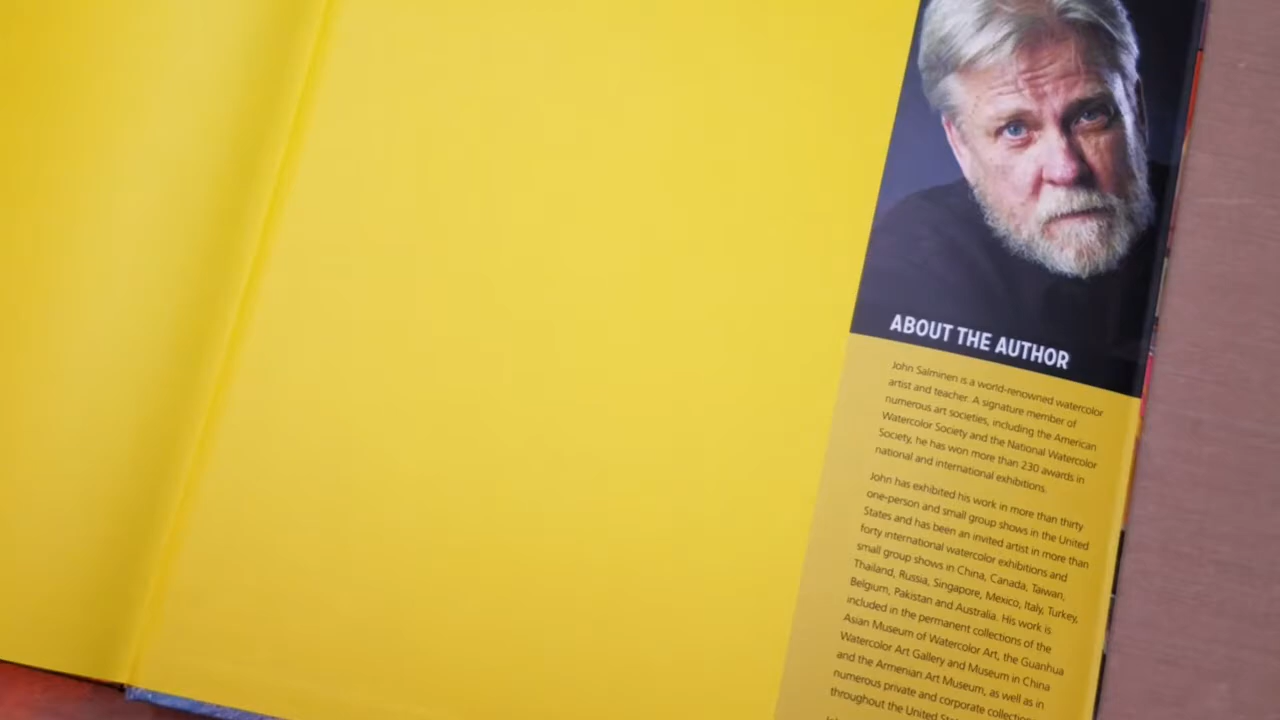 ABOUT THE AUTHOR
John Salminen is a world-renowned watercolor
artist and teacher. A signature member of
numerous art societies, including the American
Watercolor Society and the National Watercolor
Society, he has won more than 230 awards in
national and international exhibitions.
John has exhibited his work in more than thirty
one-person and small group shows in the United
States and has been an invited artist in more than
forty international watercolor exhibitions and
small group shows in China, Canada, Taiwan,
Thailand, Russia, Singapore, Mexico, Italy, Turkey,
Belgium, Pakistan and Australia. His work is
included in the permanent collections of the
Asian Museum of Watercolor Art, the Guanhua
Watercolor Art Gallery and Museum in China
and the Armenian Art Museum, as well as in
numerous private and corporate
throughout the United